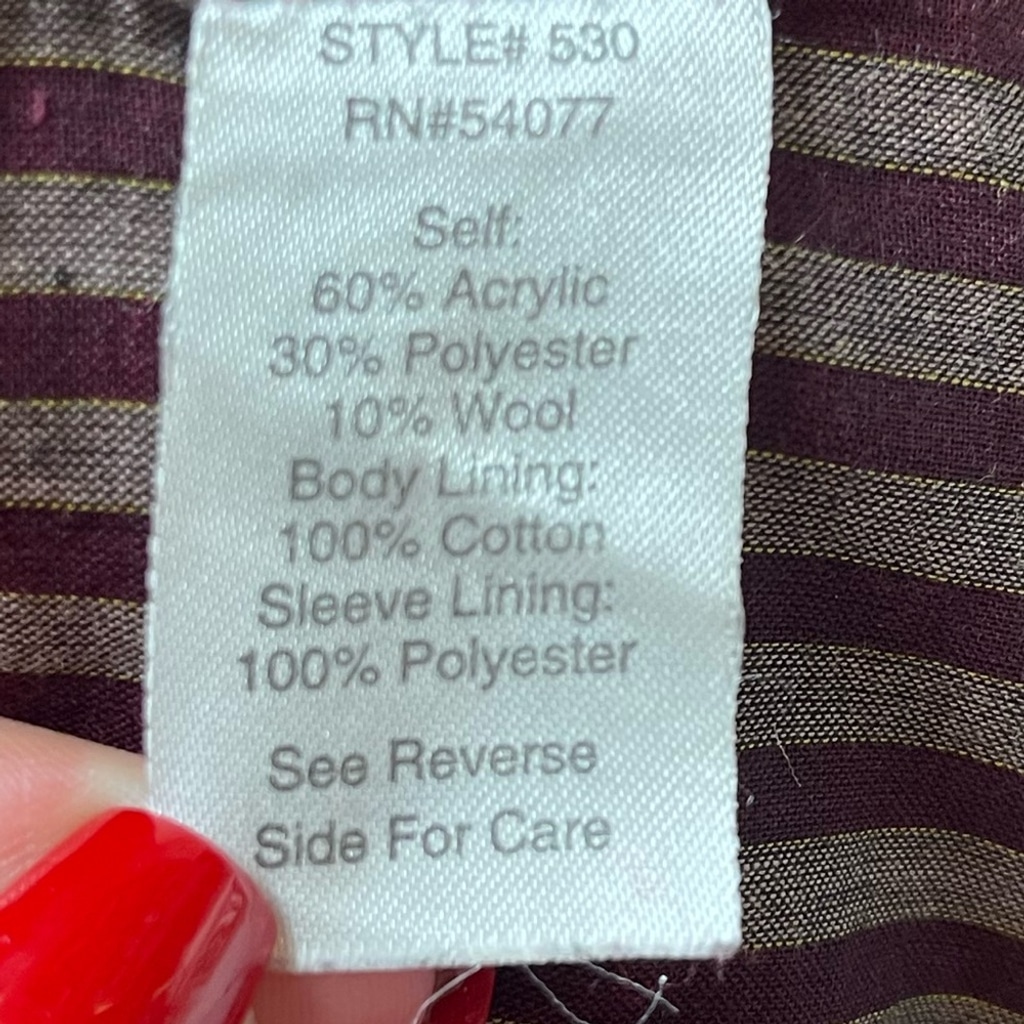 STYLE# 530
RN#54077
Self:
60% Acrylic
30% Polyester
10% Wool
Body Lining:
100% Cotton
Sleeve Lining:
100% Polyester
See Reverse
Side For Care